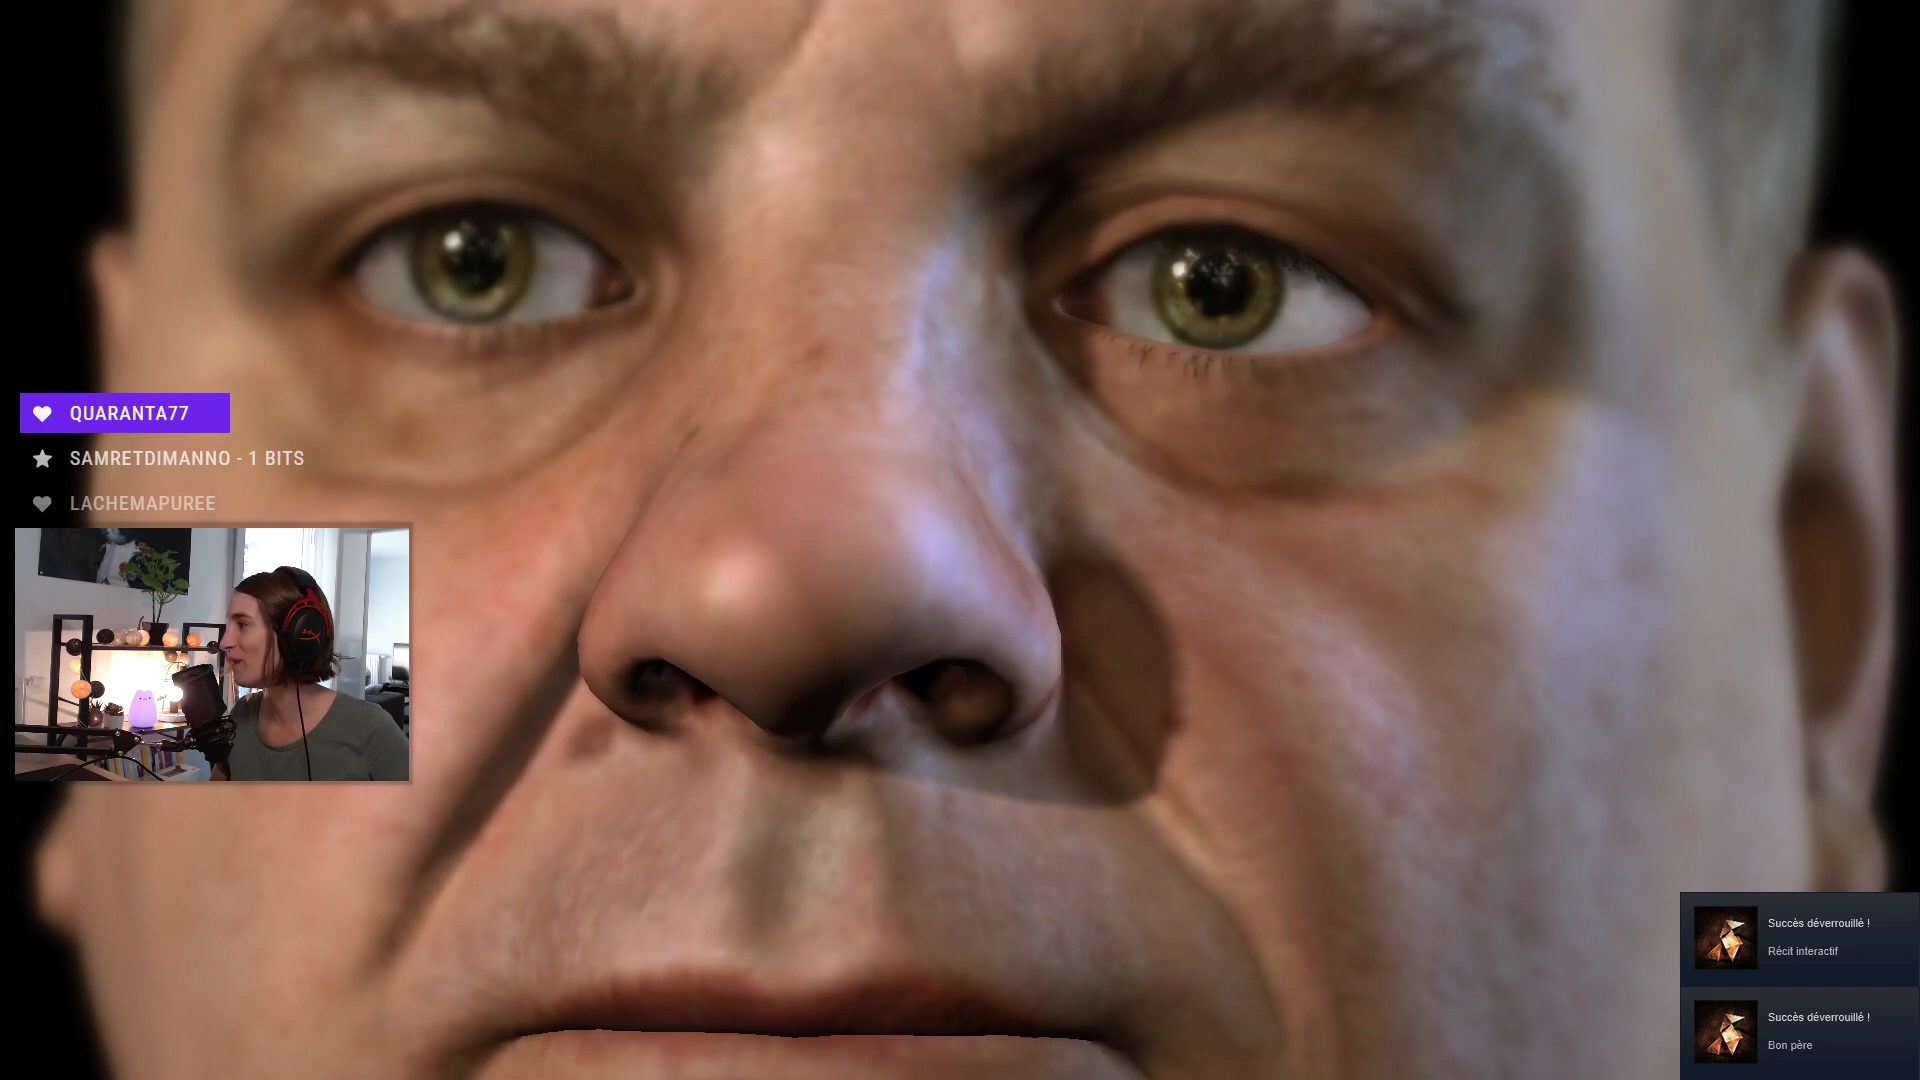 QUARANTA77
SAMRETDIMANNO - 1 BITS
LACHEMAPUREE
Succès déverrouillé !
Récit interactif
Succès déverrouillé !
Bon père